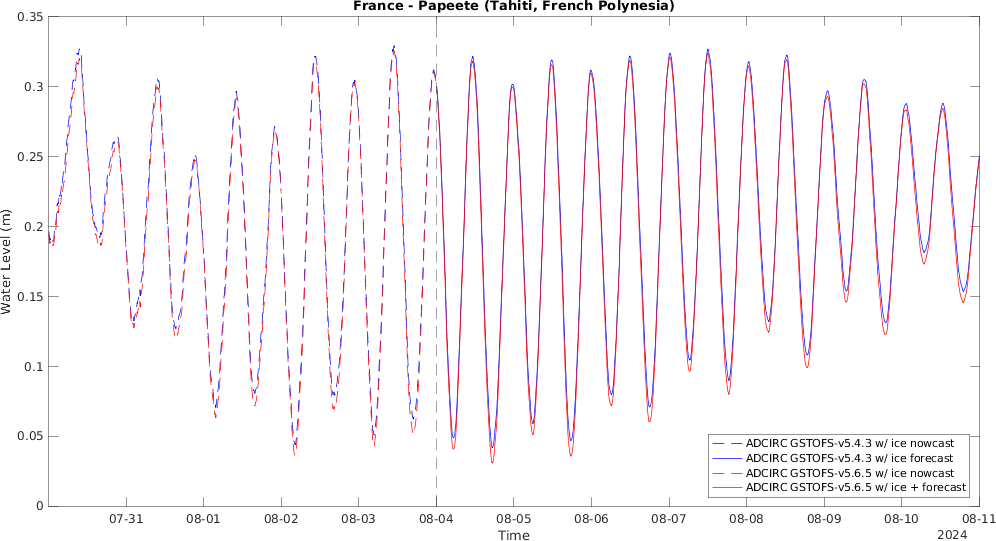 France - Papeete (Tahiti, French Polynesia)
0.35
0.3
0.25
0.2
0.15
0.1
0.05
0
Water Level (m)
ADCIRC GSTOFS-v5.4.3 w/ ice nowcast
ADCIRC GSTOFS-v5.4.3 w/ ice forecast
ADCIRC GSTOFS-v5.6.5 w/ ice nowcast
ADCIRC GSTOFS-v5.6.5 w/ ice + forecast
07-31 08-01 08-02 08-03 08-04 08-05 08-06 08-07 08-08 08-09 08-10 08-11
Time
2024